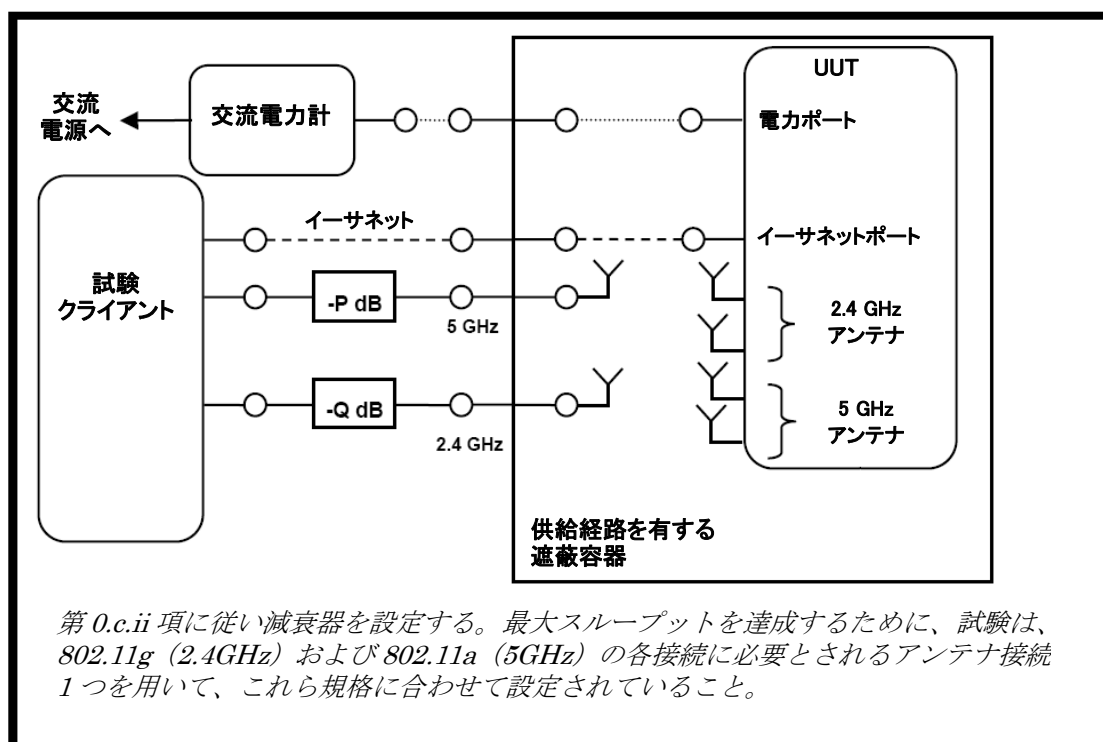 UUT
交流
電源へ
交流電力計
電力ポート
イーサネット
イーサネットポート
試験
クライアント
-P dB
5 GHz
2.4 GHz
アンテナ
-Q dB
2.4 GHz
5 GHz
アンテナ
供給経路を有する
遮蔽容器
第 0.c.ii 項に従い減衰器を設定する。最大スループットを達成するために、試験は、
802.11g（2.4GHz）および 802.11a（5GHz）の各接続に必要とされるアンテナ接続
1 つを用いて、これら規格に合わせて設定されていること。